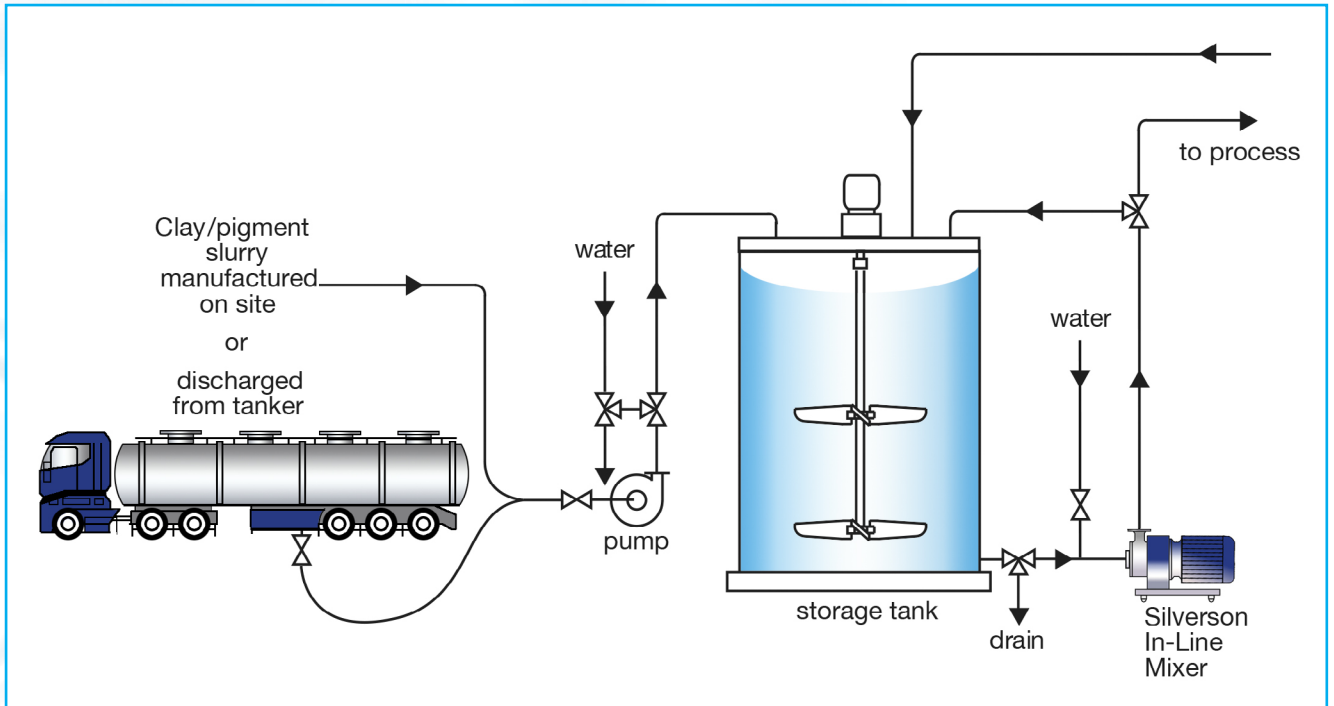 Clay/pigment
slurry
manufactured
on site
or
discharged
from tanker
water
pump
storage tank
drain
water
to process
Silverson
In-Line
Mixer